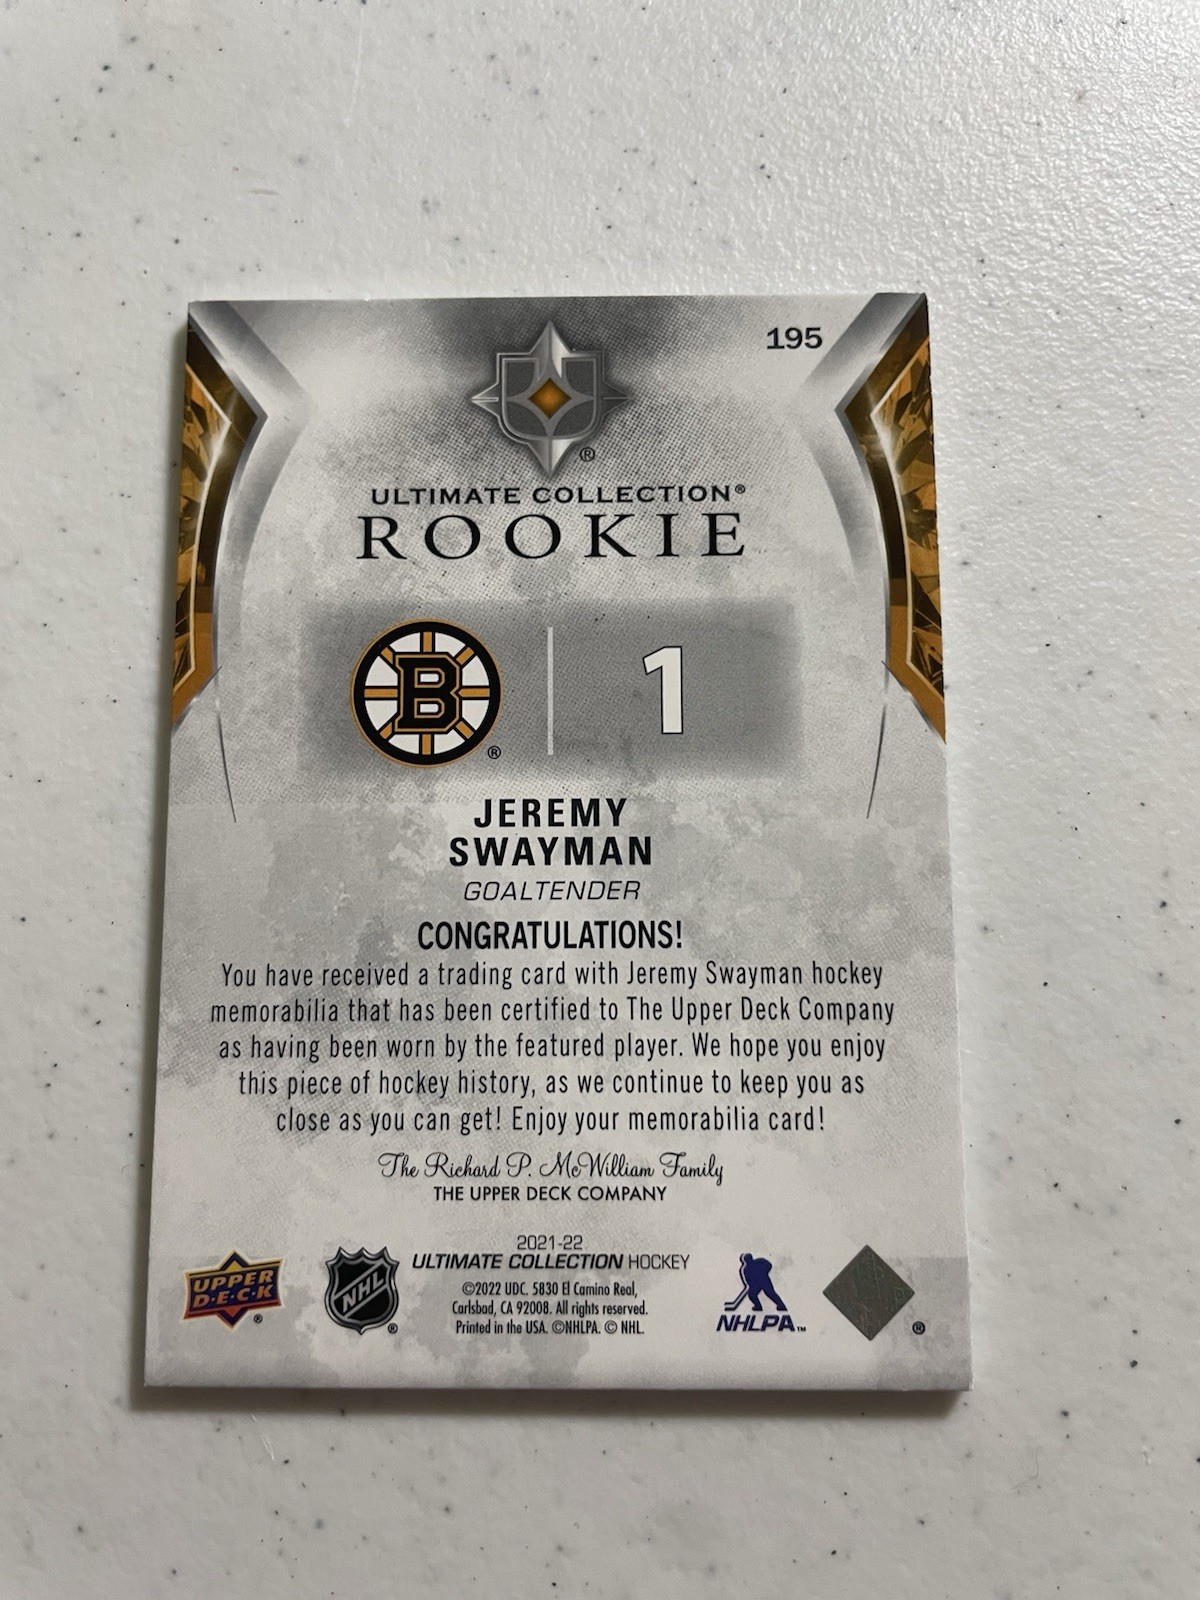 195
®
ULTIMATE COLLECTION®
ROOKIE
B
®
1
JEREMY
SWAYMAN
GOALTENDER
CONGRATULATIONS!
You have received a trading card with Jeremy Swayman hockey
memorabilia that has been certified to The Upper Deck Company
as having been worn by the featured player. We hope you enjoy
this piece of hockey history, as we continue to keep you as
close as you can get! Enjoy your memorabilia card!
The Richard P. McWilliam Family
THE UPPER DECK COMPANY
2021-22
ULTIMATE COLLECTION HOCKEY
©2022 UDC. 5830 El Camino Real,
Carlsbad, CA 92008. All rights reserved.
Printed in the USA. ©NHLPA. © NHL.
UPPER
D·E·C·K
®
NHL
®
NHLPA™
®